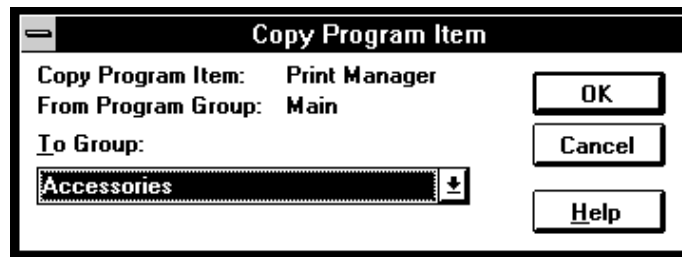 Copy Program Item
Copy Program Item: Print Manager
From Program Group: Main
To Group:
Accessories
OK
Cancel
Help